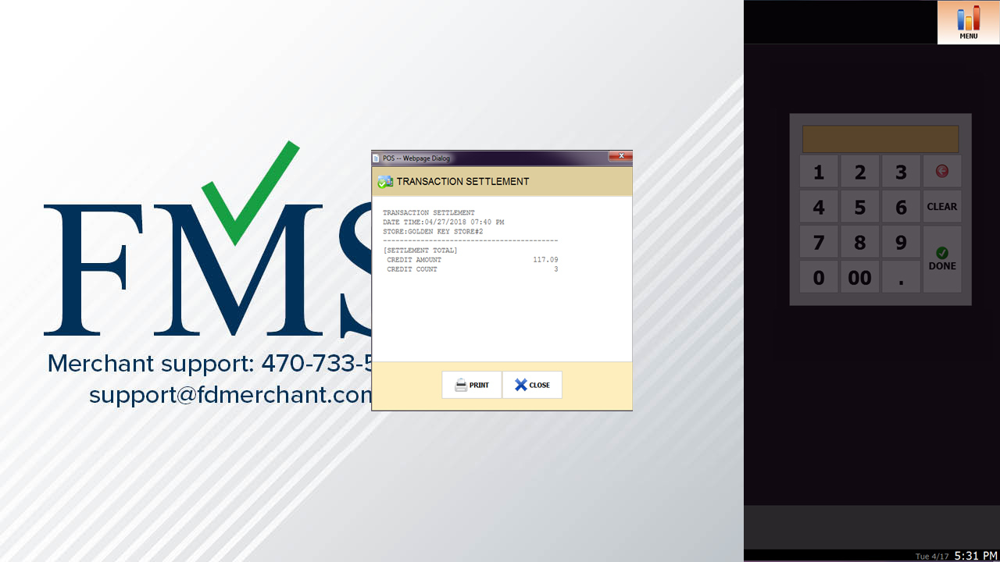 MENU
FMS
Merchant support: 470-733-5
support@fdmerchant.com
POS -- Webpage Dialog
x
TRANSACTION SETTLEMENT
TRANSACTION SETTLEMENT
DATE TIME:04/27/2018 07:40 PM
STORE:GOLDEN KEY STORE#2
------------------------------------------
[SETTLEMENT TOTAL]
CREDIT AMOUNT 117.09
CREDIT COUNT 3
PRINT CLOSE
1 2 3
4 5 6 CLEAR
7 8 9
DONE
0 00 .
Tue 4/17 5:31 PM